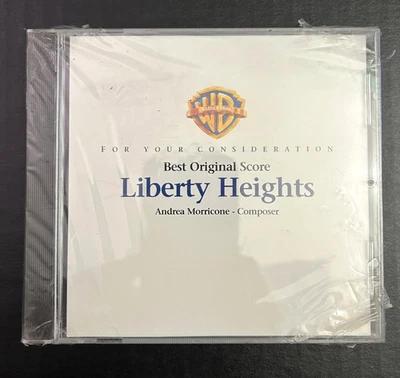 WB
FOR YOUR CONSIDERATION
Best Original Score
Liberty Heights
Andrea Morricone - Composer